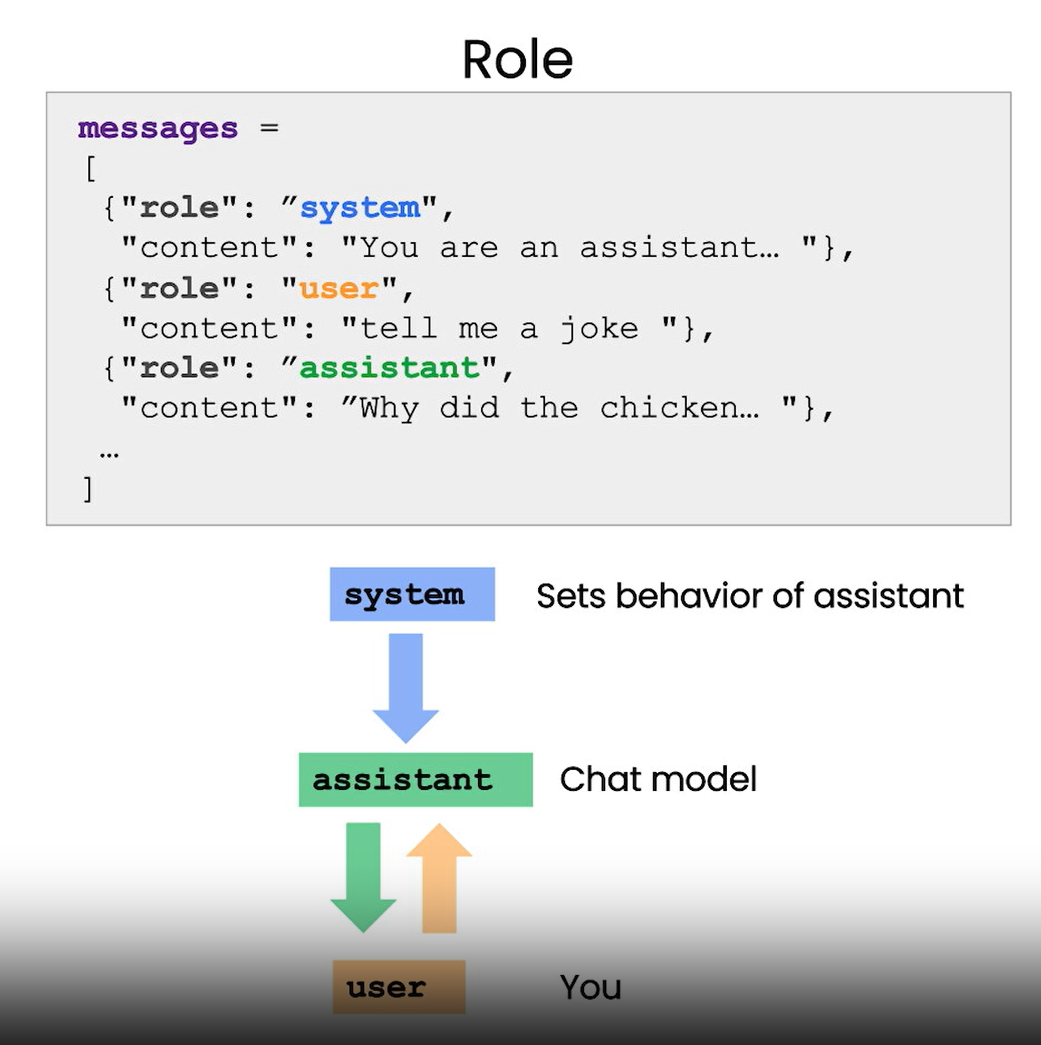 Role
messages =
[
{"role": ”system",
"content": "You are an assistant… "},
{"role": "user",
"content": "tell me a joke "},
{"role": ”assistant",
"content": ”Why did the chicken… "},
…
]
system Sets behavior of assistant
assistant Chat model
user You